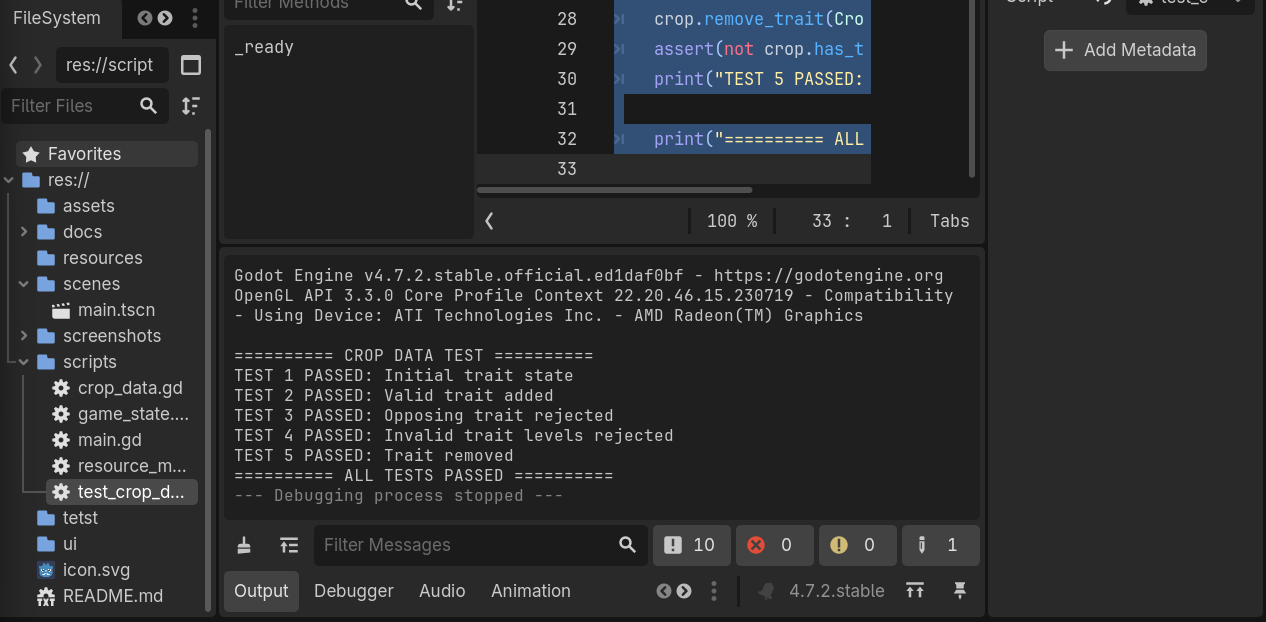 FileSystem
res://script
Filter Files
Favorites
res://
assets
docs
resources
scenes
main.tscn
screenshots
scripts
crop_data.gd
game_state....
main.gd
resource_m...
test_crop_d...
tetst
ui
icon.svg
README.md
Filter Methods
_ready
28 crop.remove_trait(Cro
29 assert(not crop.has_t
30 print("TEST 5 PASSED:
31
32 print("========== ALL
33
100 % 33 : 1 Tabs
Godot Engine v4.7.2.stable.official.ed1daf0bf - https://godotengine.org
OpenGL API 3.3.0 Core Profile Context 22.20.46.15.230719 - Compatibility
- Using Device: ATI Technologies Inc. - AMD Radeon(TM) Graphics
========== CROP DATA TEST ==========
TEST 1 PASSED: Initial trait state
TEST 2 PASSED: Valid trait added
TEST 3 PASSED: Opposing trait rejected
TEST 4 PASSED: Invalid trait levels rejected
TEST 5 PASSED: Trait removed
========== ALL TESTS PASSED ==========
--- Debugging process stopped ---
Filter Messages 10 0 0 1
Output Debugger Audio Animation 4.7.2.stable
Script
Add Metadata